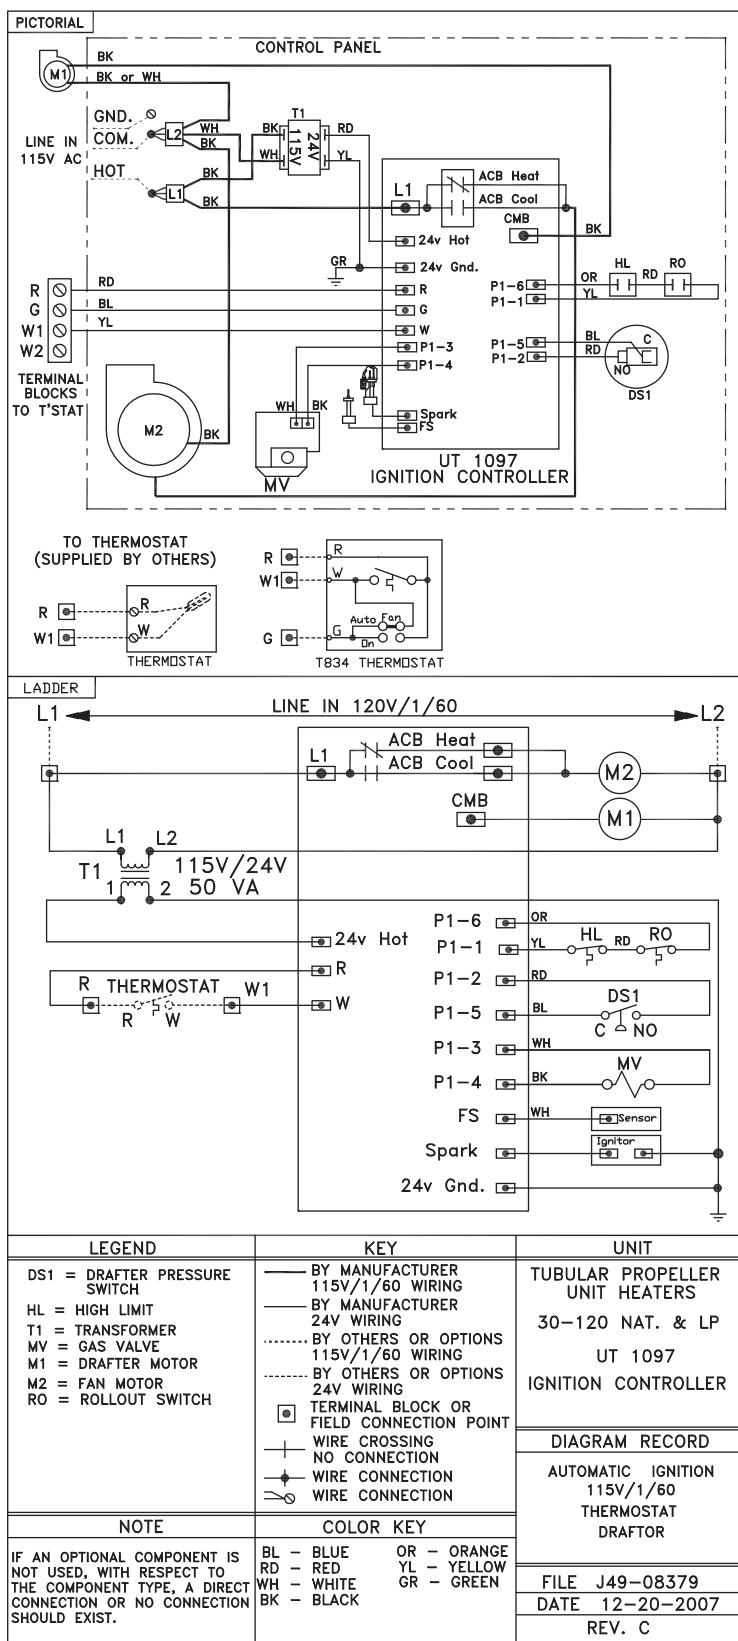 PICTORIAL
CONTROL PANEL
M1
BK
BK or WH
GND.
COM.
LINE IN
115V AC
HOT
L2
WH
BK
L1
BK
BK
T1
BK
WH
115V
24V
RD
YL
L1
ACB Heat
ACB Cool
CMB
BK
24v Hot
GR
24v Gnd.
R
G
W
P1-3
P1-4
P1-6
P1-1
P1-5
P1-2
OR
YL
HL
RD
RO
BL
RD
C
NO
DS1
R
G
W1
W2
RD
BL
YL
TERMINAL
BLOCKS
TO T'STAT
M2
BK
WH
BK
MV
Spark
FS
UT 1097
IGNITION CONTROLLER
TO THERMOSTAT
(SUPPLIED BY OTHERS)
R
W1
R
W
THERMOSTAT
R
W1
G
R
W
G
Auto
Fan
On
T834 THERMOSTAT
LADDER
L1
LINE IN 120V/1/60
L2
L1
ACB Heat
ACB Cool
M2
CMB
M1
L1
L2
T1
1
2
115V/24V
50 VA
24v Hot
R
W
R
THERMOSTAT
W1
R
W
P1-6
OR
P1-1
YL
HL
RD
RO
P1-2
RD
P1-5
BL
DS1
C
NO
P1-3
WH
P1-4
BK
MV
FS
WH
Sensor
Spark
Ignitor
24v Gnd.
LEGEND
DS1 = DRAFTER PRESSURE
SWITCH
HL = HIGH LIMIT
T1 = TRANSFORMER
MV = GAS VALVE
M1 = DRAFTER MOTOR
M2 = FAN MOTOR
RO = ROLLOUT SWITCH
KEY
BY MANUFACTURER
115V/1/60 WIRING
BY MANUFACTURER
24V WIRING
BY OTHERS OR OPTIONS
115V/1/60 WIRING
BY OTHERS OR OPTIONS
24V WIRING
TERMINAL BLOCK OR
FIELD CONNECTION POINT
WIRE CROSSING
NO CONNECTION
WIRE CONNECTION
WIRE CONNECTION
UNIT
TUBULAR PROPELLER
UNIT HEATERS
30-120 NAT. & LP
UT 1097
IGNITION CONTROLLER
DIAGRAM RECORD
AUTOMATIC IGNITION
115V/1/60
THERMOSTAT
DRAFTOR
NOTE
IF AN OPTIONAL COMPONENT IS
NOT USED, WITH RESPECT TO
THE COMPONENT TYPE, A DIRECT
CONNECTION OR NO CONNECTION
SHOULD EXIST.
COLOR KEY
BL - BLUE
RD - RED
WH - WHITE
BK - BLACK
OR - ORANGE
YL - YELLOW
GR - GREEN
FILE J49-08379
DATE 12-20-2007
REV. C